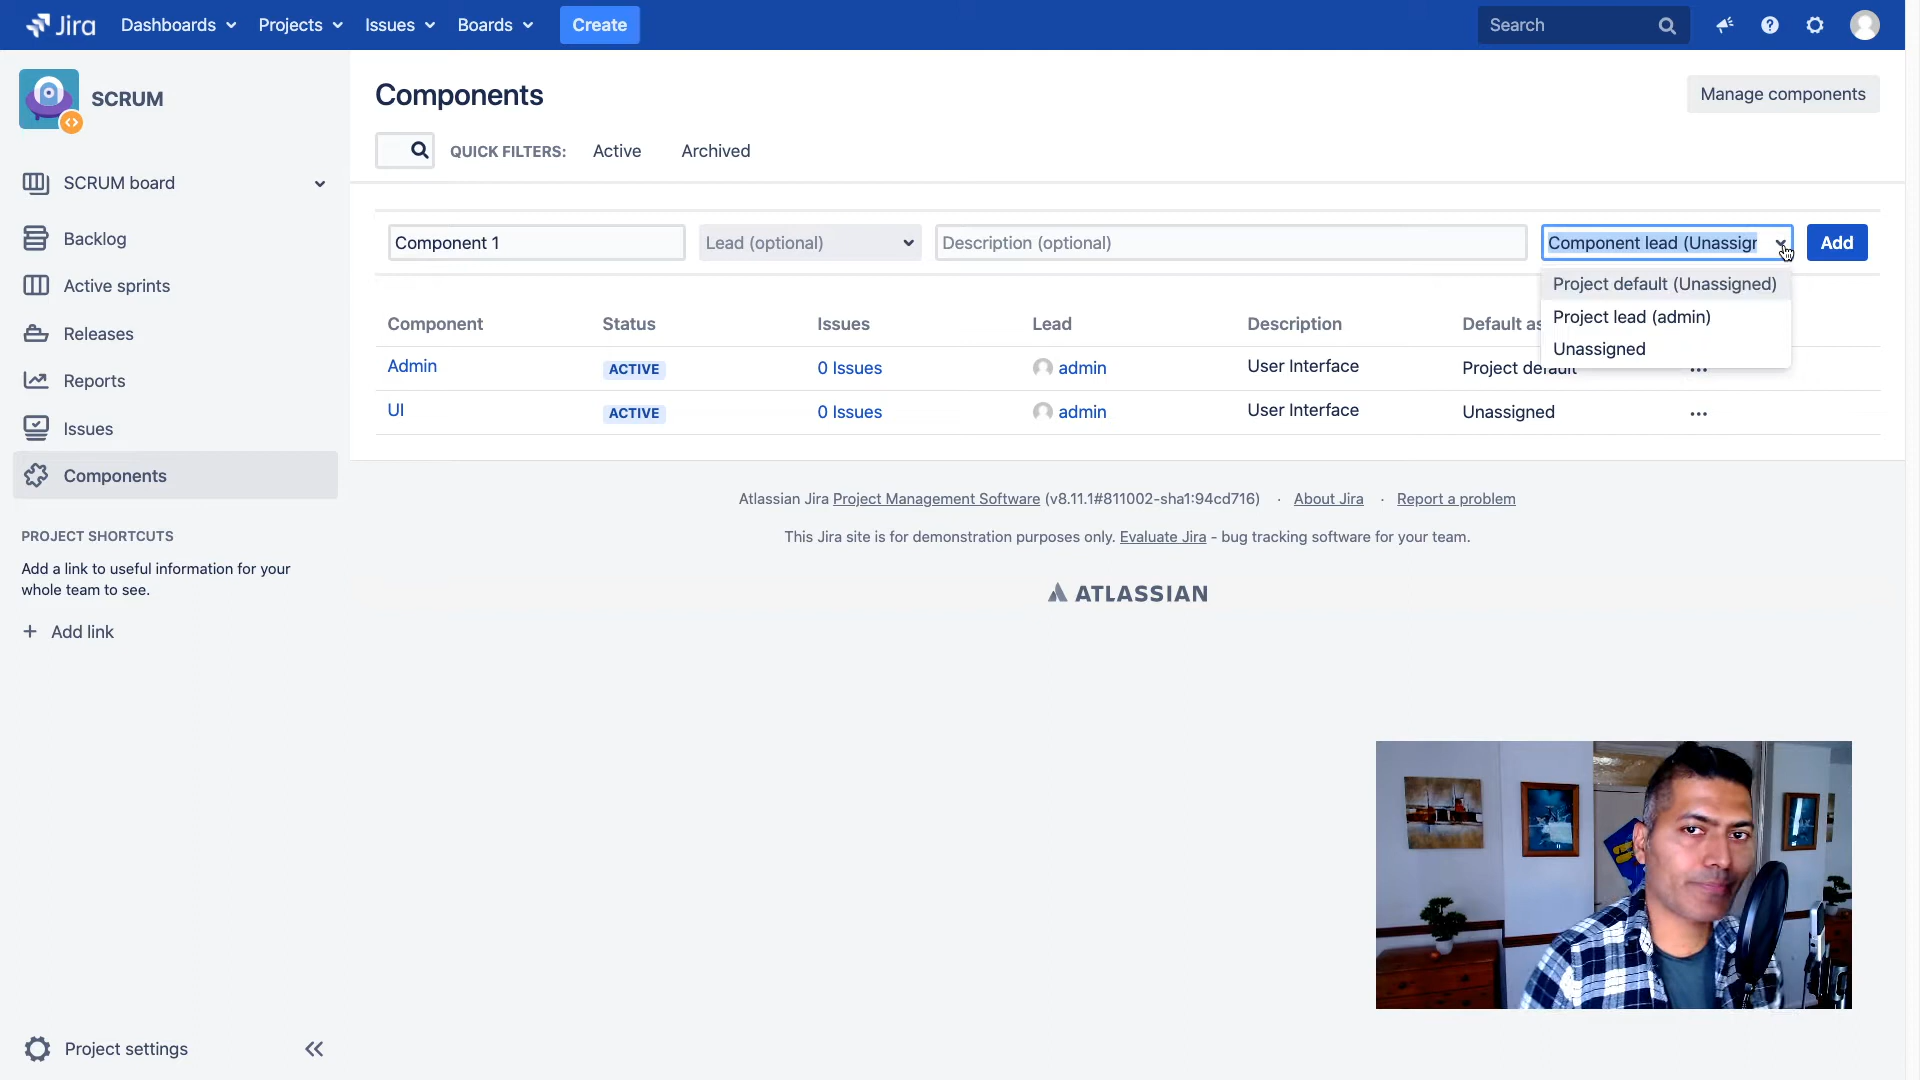 Jira Dashboards Projects Issues Boards Create Search
SCRUM
SCRUM board
Backlog
Active sprints
Releases
Reports
Issues
Components
PROJECT SHORTCUTS
Add a link to useful information for your
whole team to see.
Add link
Project settings
Components
Manage components
QUICK FILTERS: Active Archived
Component 1 Lead (optional) Description (optional) Component lead (Unassigr Add
Project default (Unassigned)
Project lead (admin)
Unassigned
Component Status Issues Lead Description Default as
Admin ACTIVE 0 Issues admin User Interface Project default
UI ACTIVE 0 Issues admin User Interface Unassigned
Atlassian Jira Project Management Software (v8.11.1#811002-sha1:94cd716) · About Jira · Report a problem
This Jira site is for demonstration purposes only. Evaluate Jira - bug tracking software for your team.
ATLASSIAN